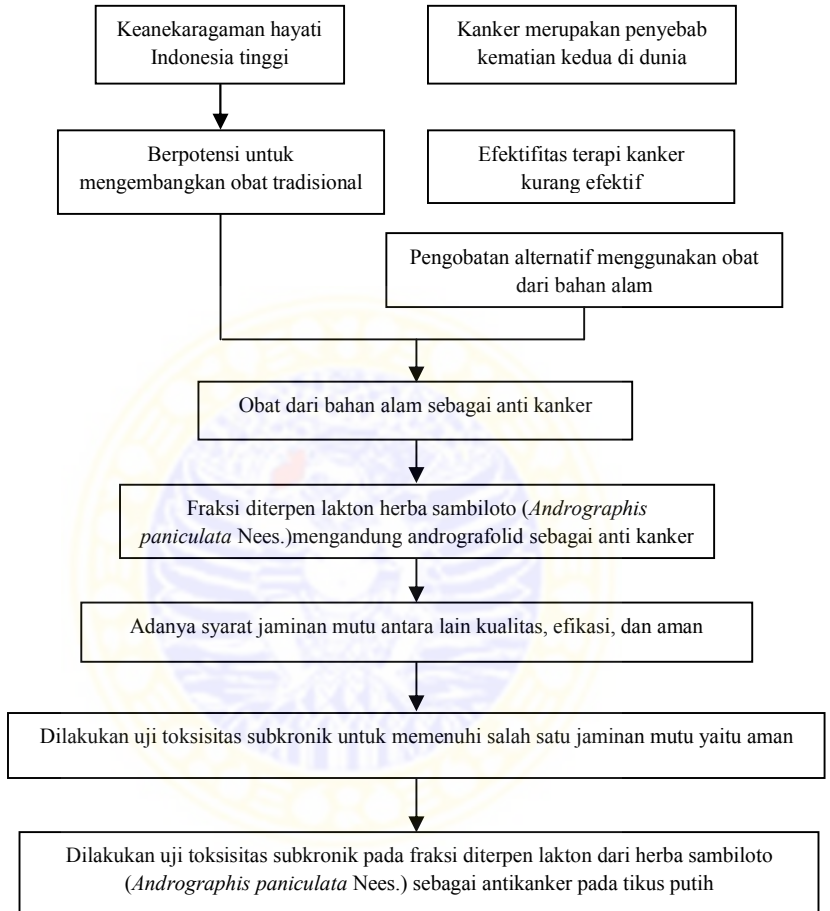 Keanekaragaman hayati
Indonesia tinggi
Kanker merupakan penyebab
kematian kedua di dunia
Berpotensi untuk
mengembangkan obat tradisional
Efektifitas terapi kanker
kurang efektif
Pengobatan alternatif menggunakan obat
dari bahan alam
Obat dari bahan alam sebagai anti kanker
Fraksi diterpen lakton herba sambiloto (Andrographis
paniculata Nees.)mengandung andrografolid sebagai anti kanker
Adanya syarat jaminan mutu antara lain kualitas, efikasi, dan aman
Dilakukan uji toksisitas subkronik untuk memenuhi salah satu jaminan mutu yaitu aman
Dilakukan uji toksisitas subkronik pada fraksi diterpen lakton dari herba sambiloto
(Andrographis paniculata Nees.) sebagai antikanker pada tikus putih